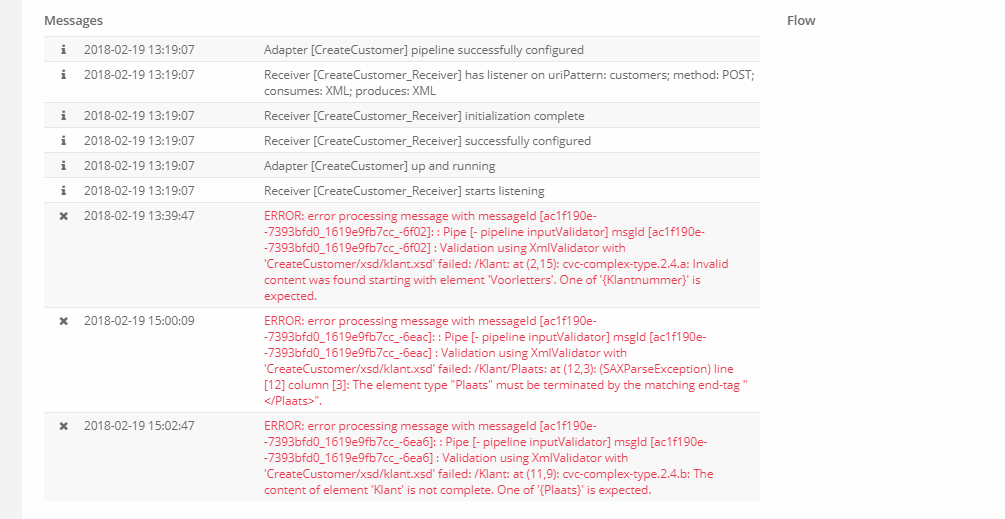 Messages
Flow
2018-02-19 13:19:07 Adapter [CreateCustomer] pipeline successfully configured
2018-02-19 13:19:07 Receiver [CreateCustomer_Receiver] has listener on uriPattern: customers; method: POST;
consumes: XML; produces: XML
2018-02-19 13:19:07 Receiver [CreateCustomer_Receiver] initialization complete
2018-02-19 13:19:07 Receiver [CreateCustomer_Receiver] successfully configured
2018-02-19 13:19:07 Adapter [CreateCustomer] up and running
2018-02-19 13:19:07 Receiver [CreateCustomer_Receiver] starts listening
2018-02-19 13:39:47 ERROR: error processing message with messageId [ac1f190e-
-7393bfd0_1619e9fb7cc_-6f02]: : Pipe [- pipeline inputValidator] msgId [ac1f190e-
-7393bfd0_1619e9fb7cc_-6f02] : Validation using XmlValidator with
'CreateCustomer/xsd/klant.xsd' failed: /Klant: at (2,15): cvc-complex-type.2.4.a: Invalid
content was found starting with element 'Voorletters'. One of '{Klantnummer}' is
expected.
2018-02-19 15:00:09 ERROR: error processing message with messageId [ac1f190e-
-7393bfd0_1619e9fb7cc_-6eac]: : Pipe [- pipeline inputValidator] msgId [ac1f190e-
-7393bfd0_1619e9fb7cc_-6eac] : Validation using XmlValidator with
'CreateCustomer/xsd/klant.xsd' failed: /Klant/Plaats: at (12,3): (SAXParseException) line
[12] column [3]: The element type "Plaats" must be terminated by the matching end-tag "
</Plaats>".
2018-02-19 15:02:47 ERROR: error processing message with messageId [ac1f190e-
-7393bfd0_1619e9fb7cc_-6ea6]: : Pipe [- pipeline inputValidator] msgId [ac1f190e-
-7393bfd0_1619e9fb7cc_-6ea6] : Validation using XmlValidator with
'CreateCustomer/xsd/klant.xsd' failed: /Klant: at (11,9): cvc-complex-type.2.4.b: The
content of element 'Klant' is not complete. One of '{Plaats}' is expected.